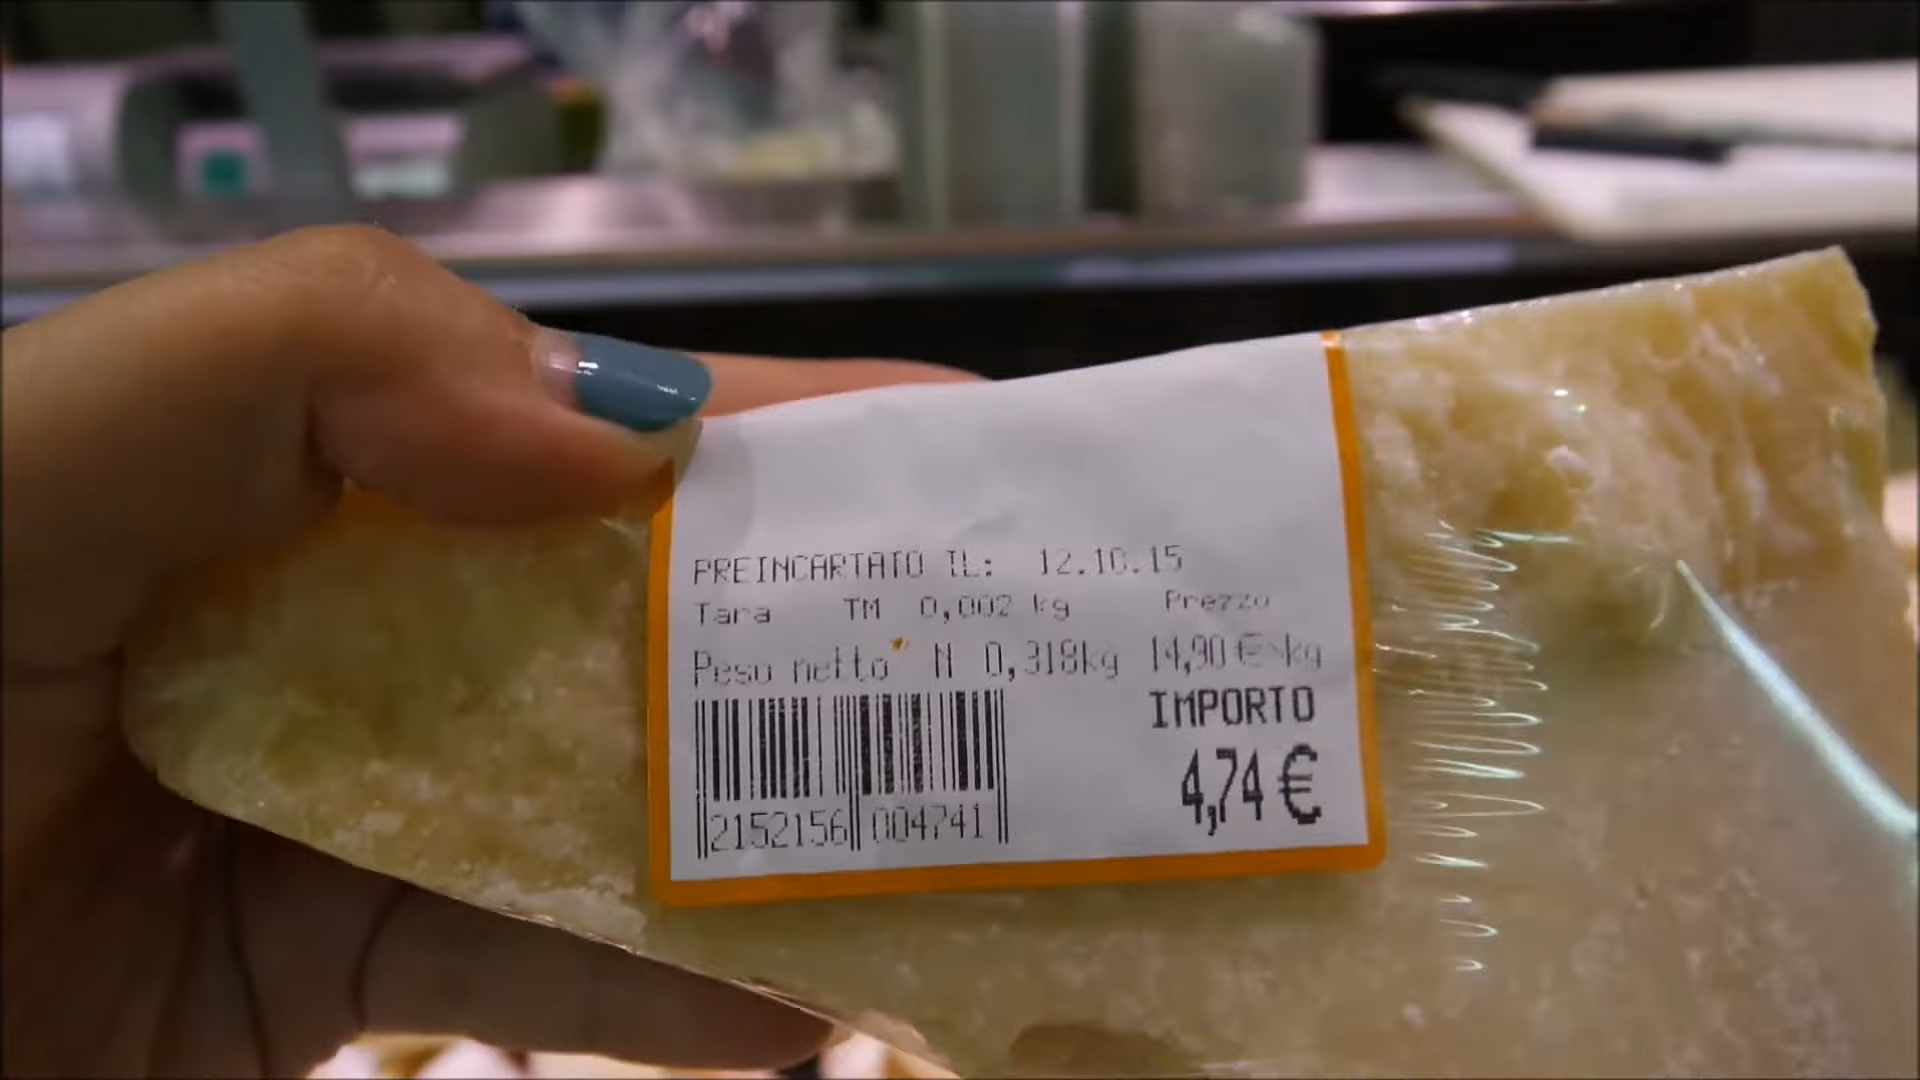 PREINCARTATO IL: 12.10.15
Tara TM 0,002 kg Prezzo
Peso netto N 0,318kg 14,90 €/kg
IMPORTO
4,74 €
2152156 004741